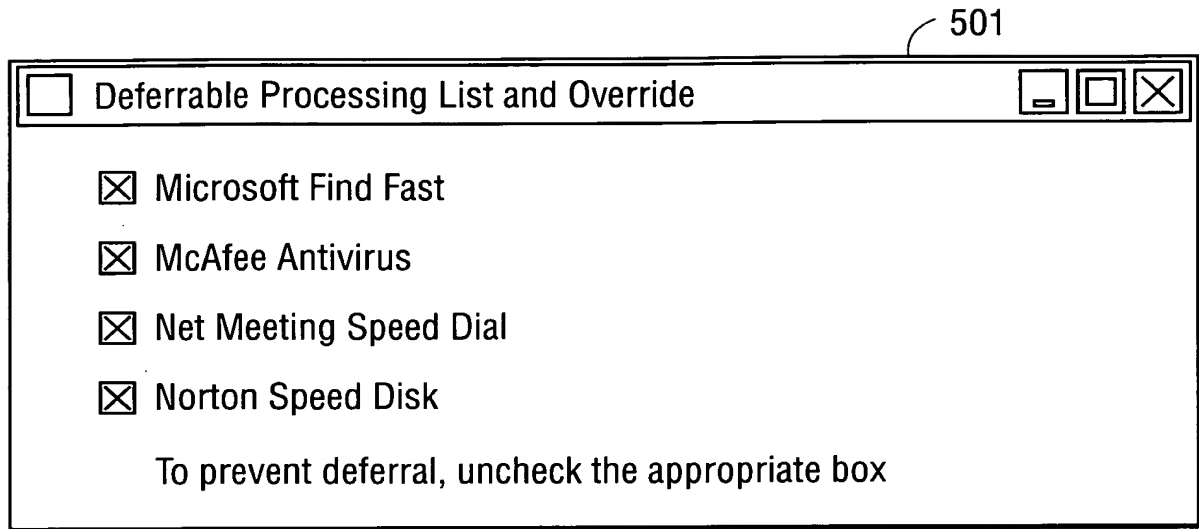 501
Deferrable Processing List and Override
Microsoft Find Fast
McAfee Antivirus
Net Meeting Speed Dial
Norton Speed Disk
To prevent deferral, uncheck the appropriate box